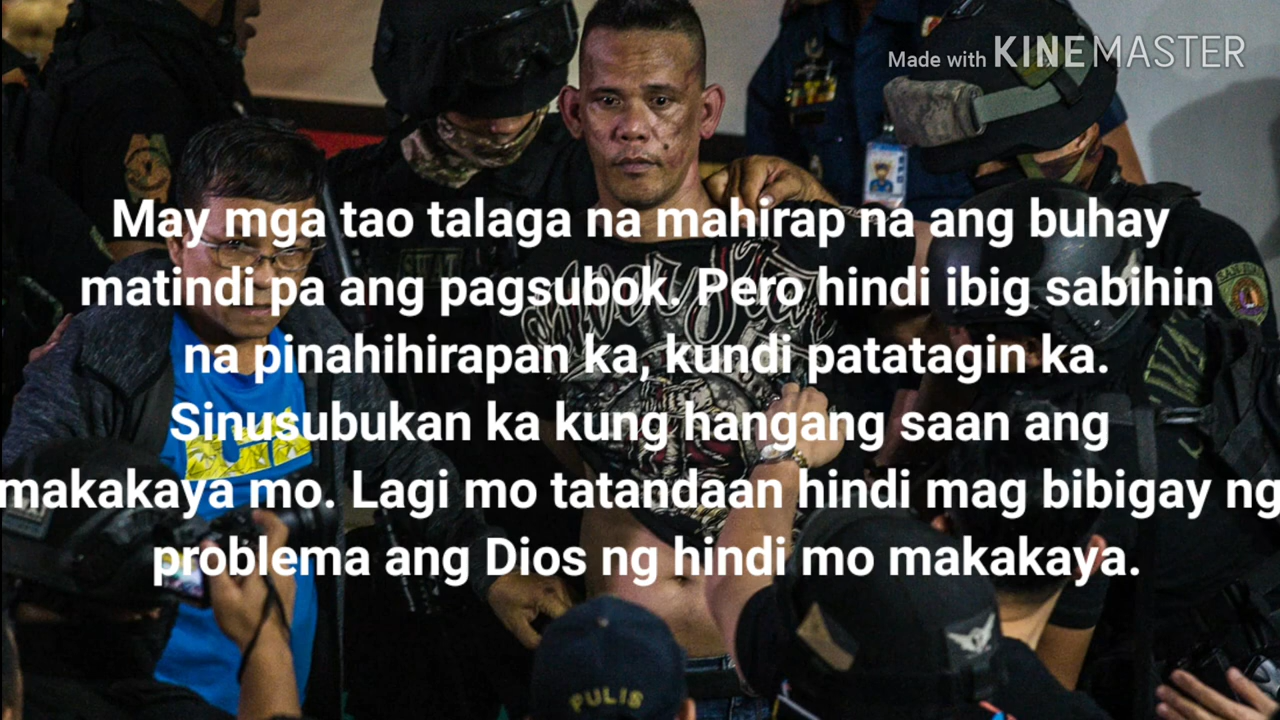 Made with KINEMASTER
May mga tao talaga na mahirap na ang buhay
matindi pa ang pagsubok. Pero hindi ibig sabihin
na pinahihirapan ka, kundi patatagin ka.
Sinusubukan ka kung hangang saan ang
makakaya mo. Lagi mo tatandaan hindi mag bibigay ng
problema ang Dios ng hindi mo makakaya.
PULIS